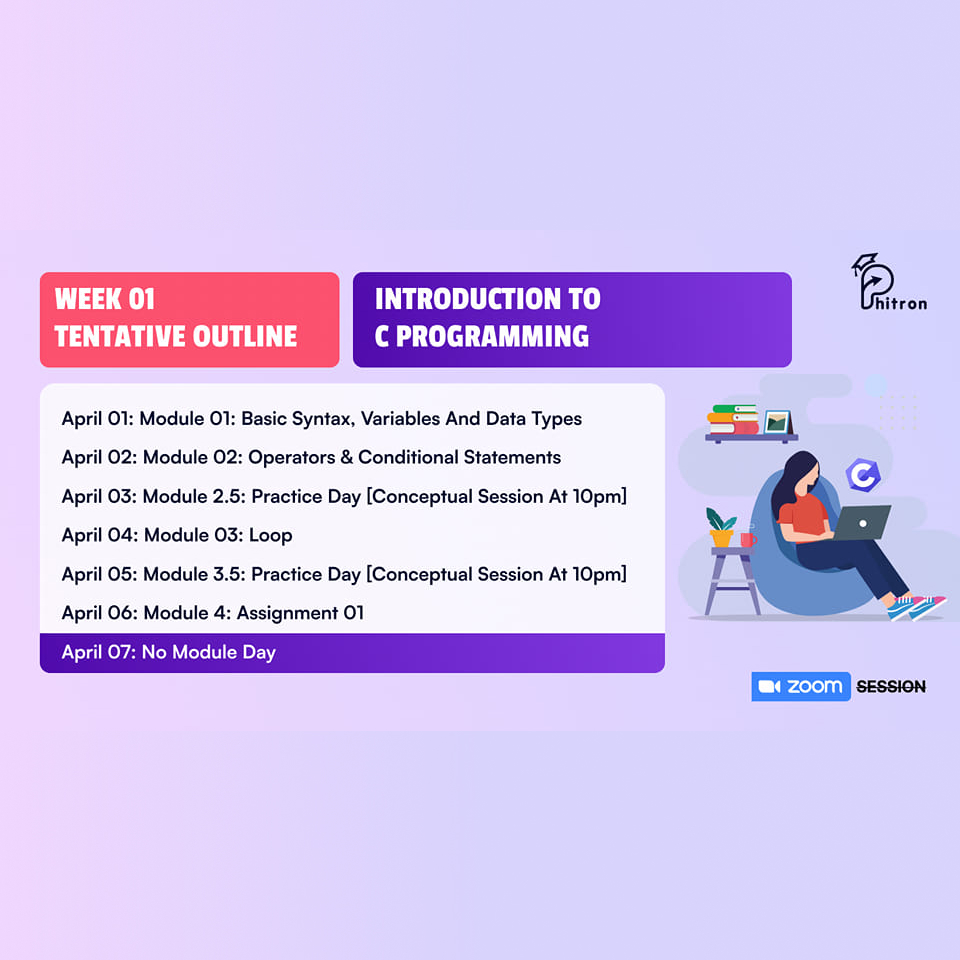 WEEK 01
TENTATIVE OUTLINE
INTRODUCTION TO
C PROGRAMMING
Phitron
April 01: Module 01: Basic Syntax, Variables And Data Types
April 02: Module 02: Operators & Conditional Statements
April 03: Module 2.5: Practice Day [Conceptual Session At 10pm]
April 04: Module 03: Loop
April 05: Module 3.5: Practice Day [Conceptual Session At 10pm]
April 06: Module 4: Assignment 01
April 07: No Module Day
C
zoom SESSION